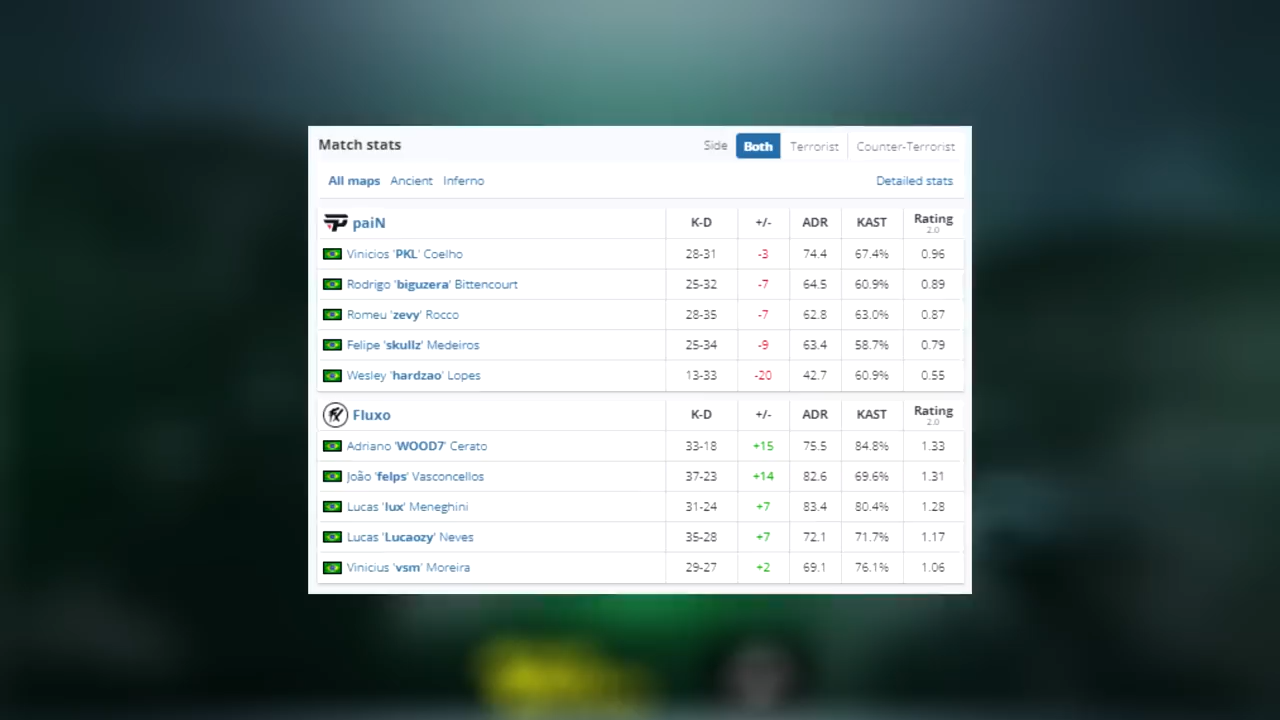 Match stats Side Both Terrorist Counter-Terrorist
All maps Ancient Inferno Detailed stats
paiN K-D +/- ADR KAST Rating 2.0
Vinicios 'PKL' Coelho 28-31 -3 74.4 67.4% 0.96
Rodrigo 'biguzera' Bittencourt 25-32 -7 64.5 60.9% 0.89
Romeu 'zevy' Rocco 28-35 -7 62.8 63.0% 0.87
Felipe 'skullz' Medeiros 25-34 -9 63.4 58.7% 0.79
Wesley 'hardzao' Lopes 13-33 -20 42.7 60.9% 0.55
Fluxo K-D +/- ADR KAST Rating 2.0
Adriano 'WOOD7' Cerato 33-18 +15 75.5 84.8% 1.33
João 'felps' Vasconcellos 37-23 +14 82.6 69.6% 1.31
Lucas 'lux' Meneghini 31-24 +7 83.4 80.4% 1.28
Lucas 'Lucaozy' Neves 35-28 +7 72.1 71.7% 1.17
Vinicius 'vsm' Moreira 29-27 +2 69.1 76.1% 1.06